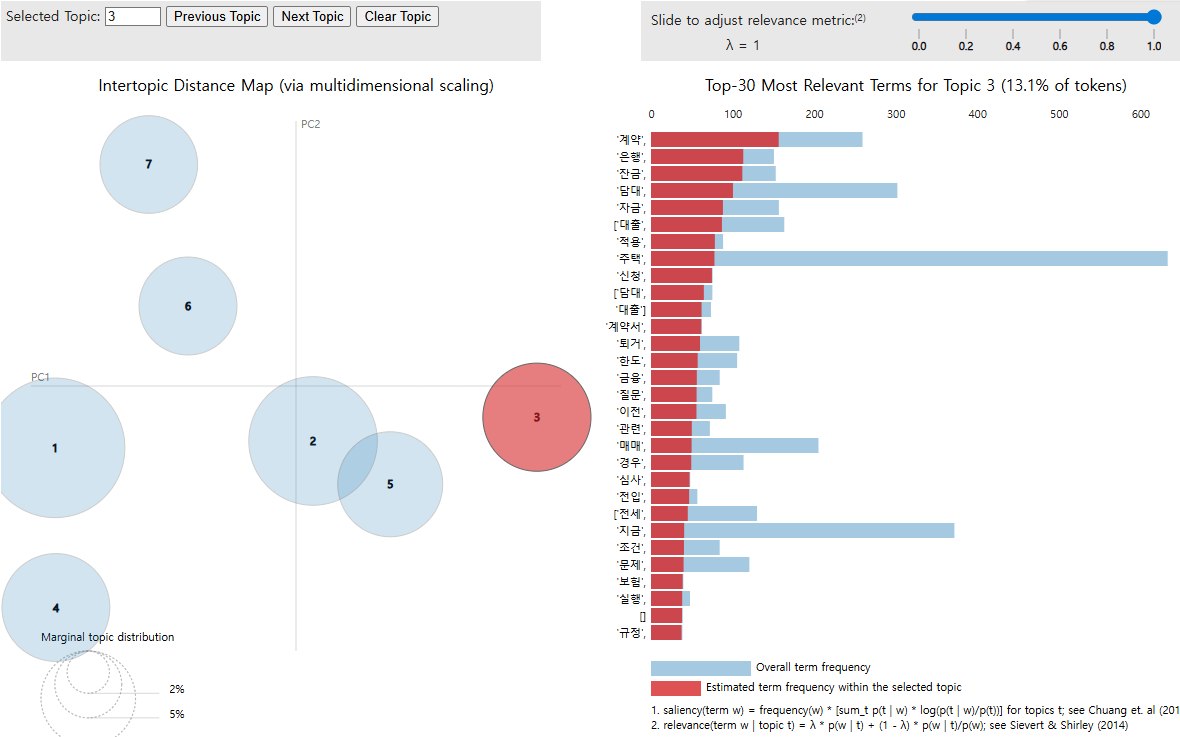 Selected Topic: 3 Previous Topic Next Topic Clear Topic
Slide to adjust relevance metric:(2)
λ = 1
0.0 0.2 0.4 0.6 0.8 1.0
Intertopic Distance Map (via multidimensional scaling)
PC2
PC1
7
6
1
2
3
5
4
Marginal topic distribution
2%
5%
Top-30 Most Relevant Terms for Topic 3 (13.1% of tokens)
0 100 200 300 400 500 600
'계약',
'은행',
'잔금',
'담대',
'자금',
['대출',
'적용',
'주택',
'신청',
['담대',
'대출']
'계약서',
'퇴거',
'한도',
'금융',
'질문',
'이전',
'관련',
'매매',
'경우',
'심사',
'전입',
['전세',
'지금',
'조건',
'문제',
'보험',
'실행',
[]
'규정',
Overall term frequency
Estimated term frequency within the selected topic
1. saliency(term w) = frequency(w) * [sum_t p(t | w) * log(p(t | w)/p(t))] for topics t; see Chuang et. al (201
2. relevance(term w | topic t) = λ * p(w | t) + (1 - λ) * p(w | t)/p(w); see Sievert & Shirley (2014)